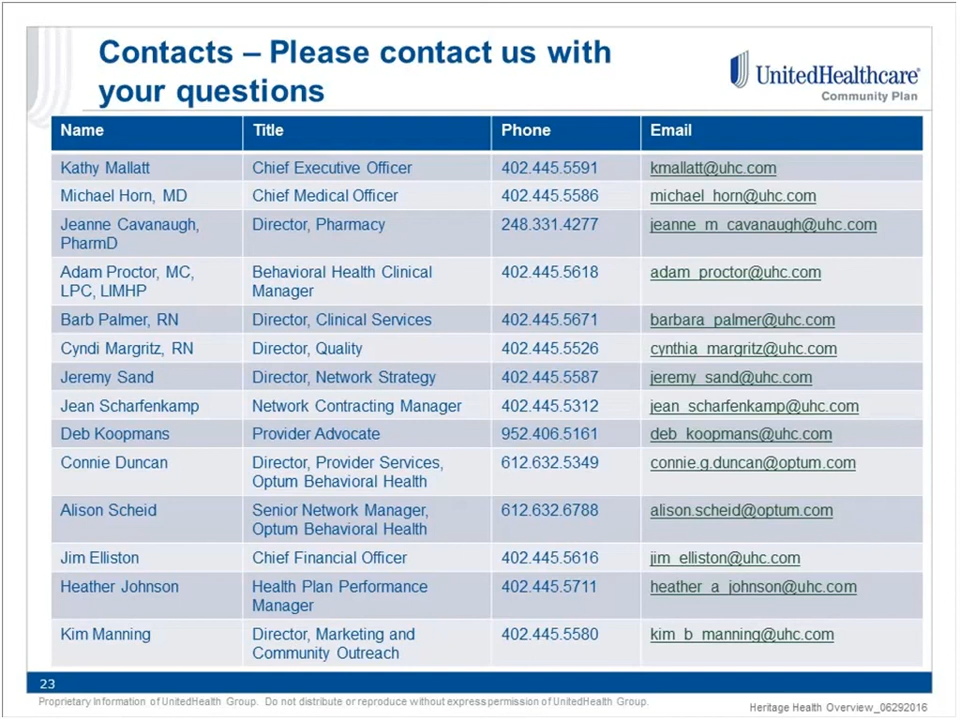 Contacts – Please contact us with
your questions
UnitedHealthcare®
Community Plan
Name Title Phone Email
Kathy Mallatt Chief Executive Officer 402.445.5591 kmallatt@uhc.com
Michael Horn, MD Chief Medical Officer 402.445.5586 michael_horn@uhc.com
Jeanne Cavanaugh, Director, Pharmacy 248.331.4277 jeanne_m_cavanaugh@uhc.com
PharmD
Adam Proctor, MC, Behavioral Health Clinical 402.445.5618 adam_proctor@uhc.com
LPC, LIMHP Manager
Barb Palmer, RN Director, Clinical Services 402.445.5671 barbara_palmer@uhc.com
Cyndi Margritz, RN Director, Quality 402.445.5526 cynthia_margritz@uhc.com
Jeremy Sand Director, Network Strategy 402.445.5587 jeremy_sand@uhc.com
Jean Scharfenkamp Network Contracting Manager 402.445.5312 jean_scharfenkamp@uhc.com
Deb Koopmans Provider Advocate 952.406.5161 deb_koopmans@uhc.com
Connie Duncan Director, Provider Services, 612.632.5349 connie.g.duncan@optum.com
Optum Behavioral Health
Alison Scheid Senior Network Manager, 612.632.6788 alison.scheid@optum.com
Optum Behavioral Health
Jim Elliston Chief Financial Officer 402.445.5616 jim_elliston@uhc.com
Heather Johnson Health Plan Performance 402.445.5711 heather_a_johnson@uhc.com
Manager
Kim Manning Director, Marketing and 402.445.5580 kim_b_manning@uhc.com
Community Outreach
23
Proprietary Information of UnitedHealth Group. Do not distribute or reproduce without express permission of UnitedHealth Group.
Heritage Health Overview_06292016